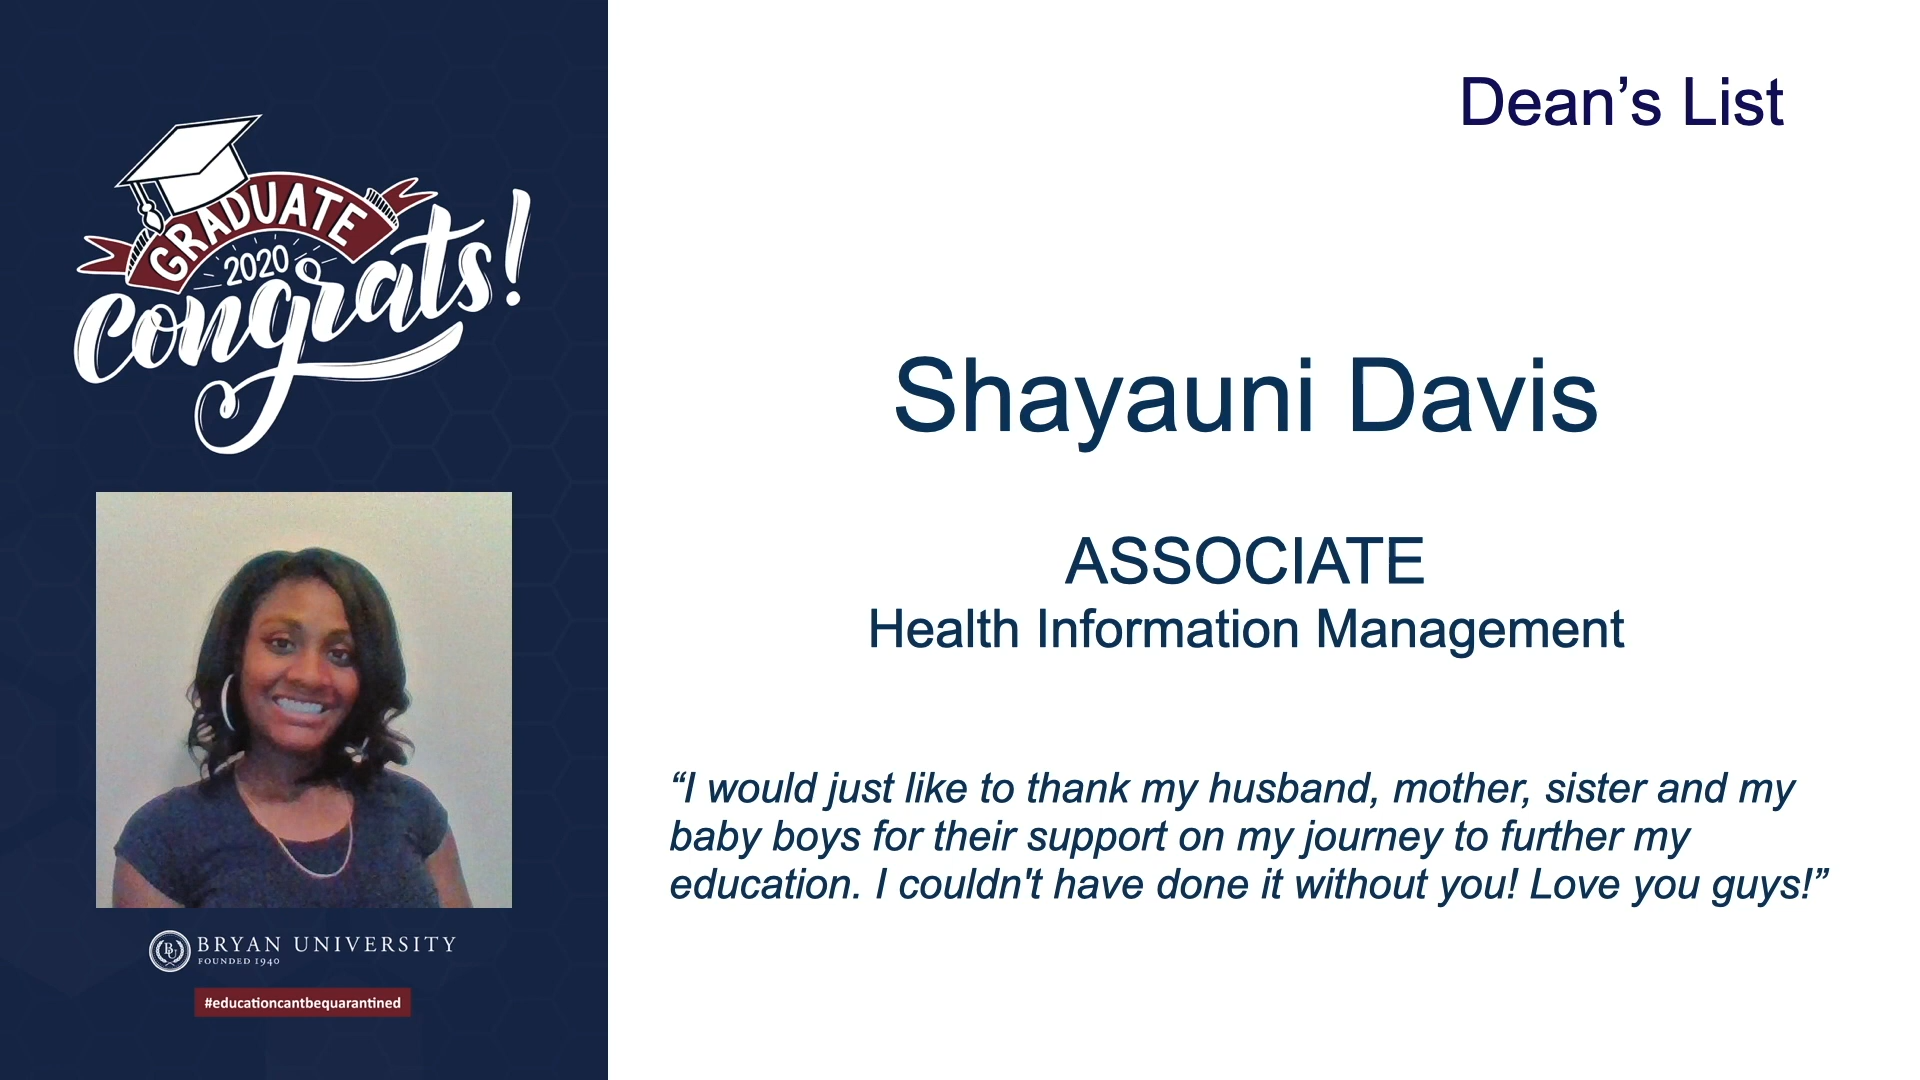 GRADUATE
2020
Congrats!
BRYAN UNIVERSITY
FOUNDED 1940
#educationcantbequarantined
Dean’s List
Shayauni Davis
ASSOCIATE
Health Information Management
“I would just like to thank my husband, mother, sister and my
baby boys for their support on my journey to further my
education. I couldn't have done it without you! Love you guys!”